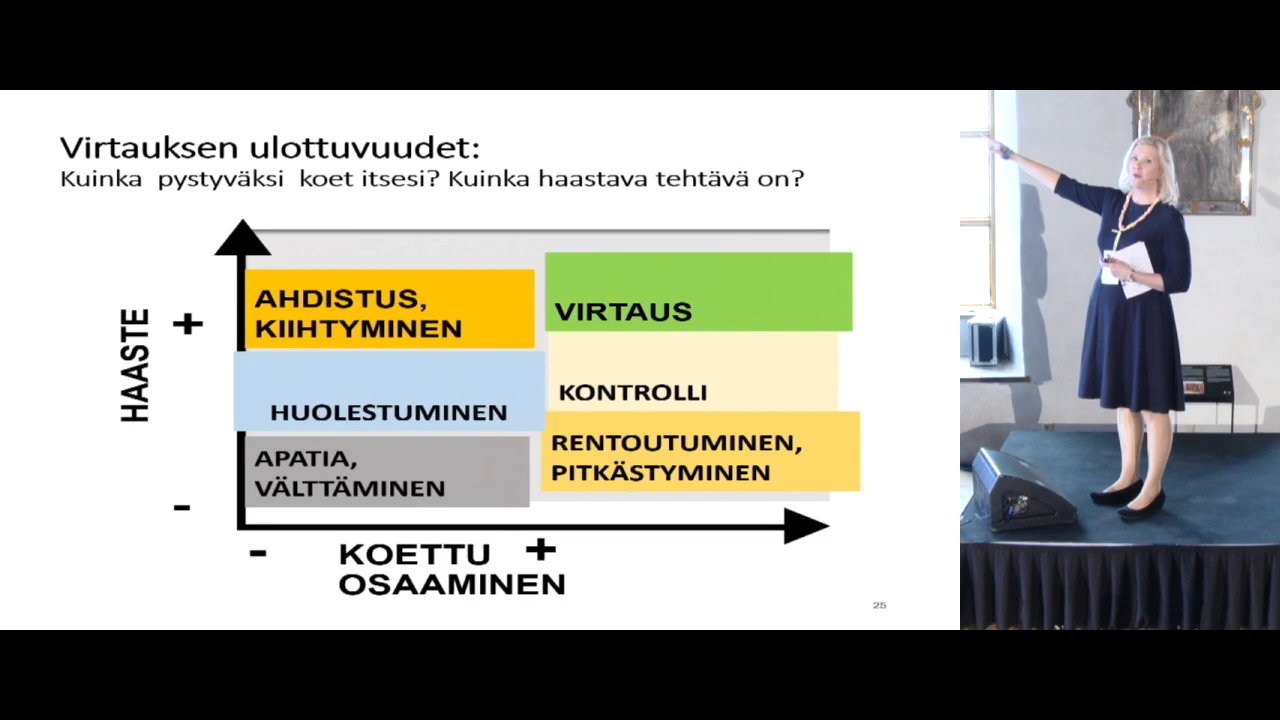 Virtauksen ulottuvuudet:
Kuinka pystyväksi koet itsesi? Kuinka haastava tehtävä on?
HAASTE
+
-
AHDISTUS,
KIIHTYMINEN
VIRTAUS
HUOLESTUMINEN
KONTROLLI
APATIA,
VÄLTTÄMINEN
RENTOUTUMINEN,
PITKÄSTYMINEN
-
KOETTU
OSAAMINEN
+
25